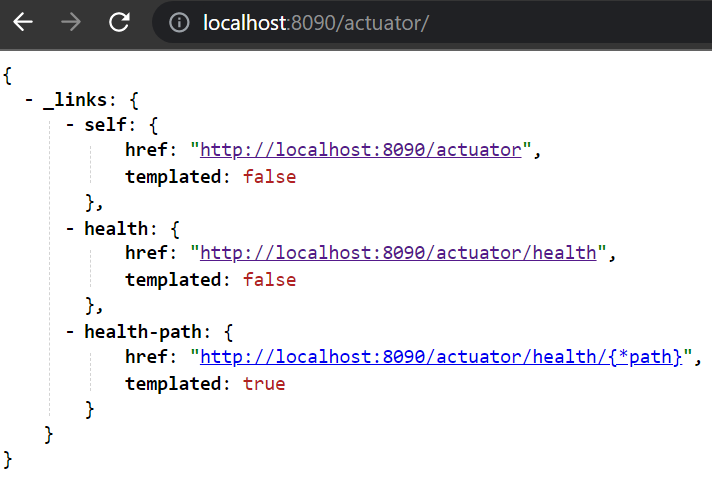 localhost:8090/actuator/
{
- _links: {
- self: {
href: "http://localhost:8090/actuator",
templated: false
},
- health: {
href: "http://localhost:8090/actuator/health",
templated: false
},
- health-path: {
href: "http://localhost:8090/actuator/health/{*path}",
templated: true
}
}
}